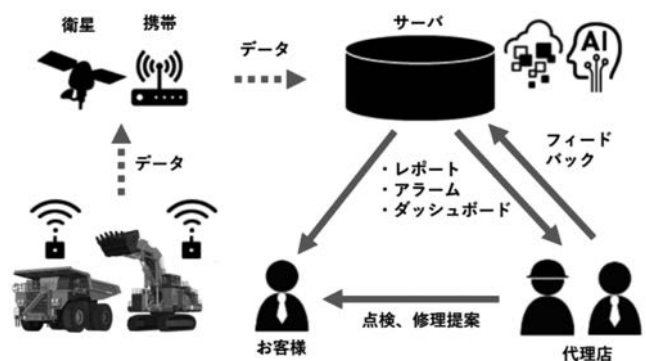 衛星
携帯
データ
サーバ
AI
データ
・レポート
・アラーム
・ダッシュボード
フィード
バック
お客様
点検、修理提案
代理店